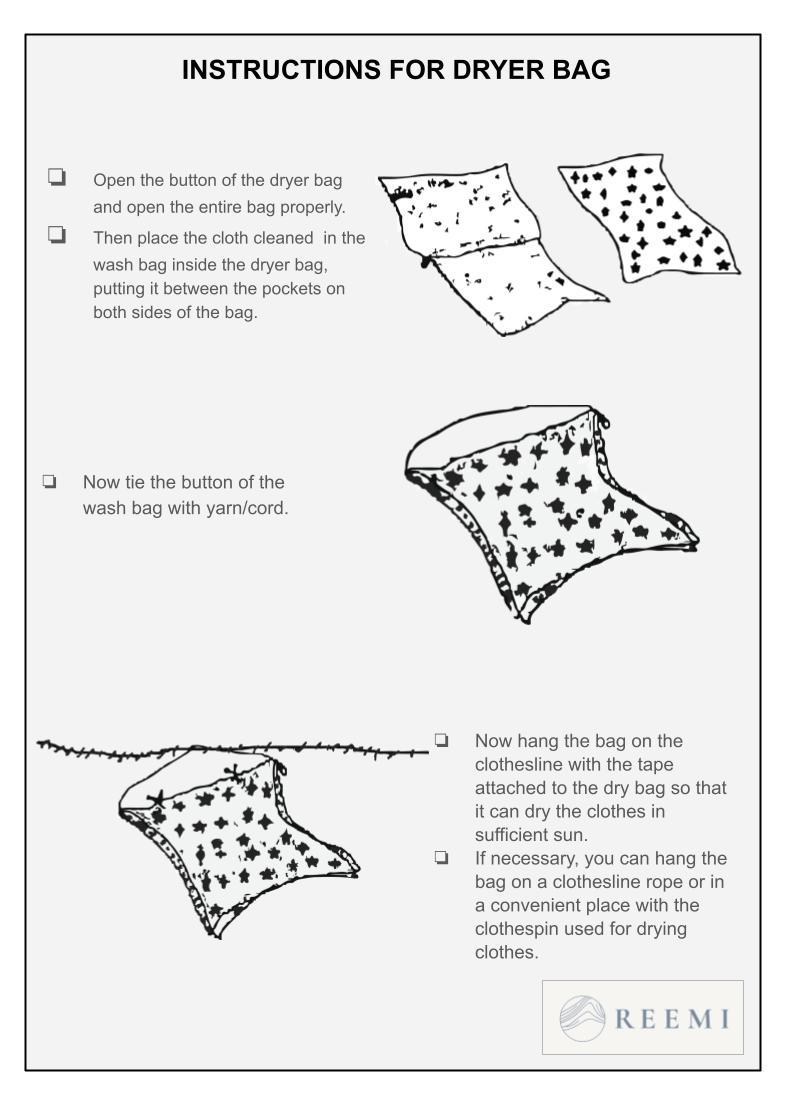 INSTRUCTIONS FOR DRYER BAG
❏ Open the button of the dryer bag
and open the entire bag properly.
❏ Then place the cloth cleaned  in the
wash bag inside the dryer bag,
putting it between the pockets on
both sides of the bag.
❏ Now tie the button of the
wash bag with yarn/cord.
❏ Now hang the bag on the
clothesline with the tape
attached to the dry bag so that
it can dry the clothes in
sufficient sun.
❏ If necessary, you can hang the
bag on a clothesline rope or in
a convenient place with the
clothespin used for drying
clothes.
REEMI